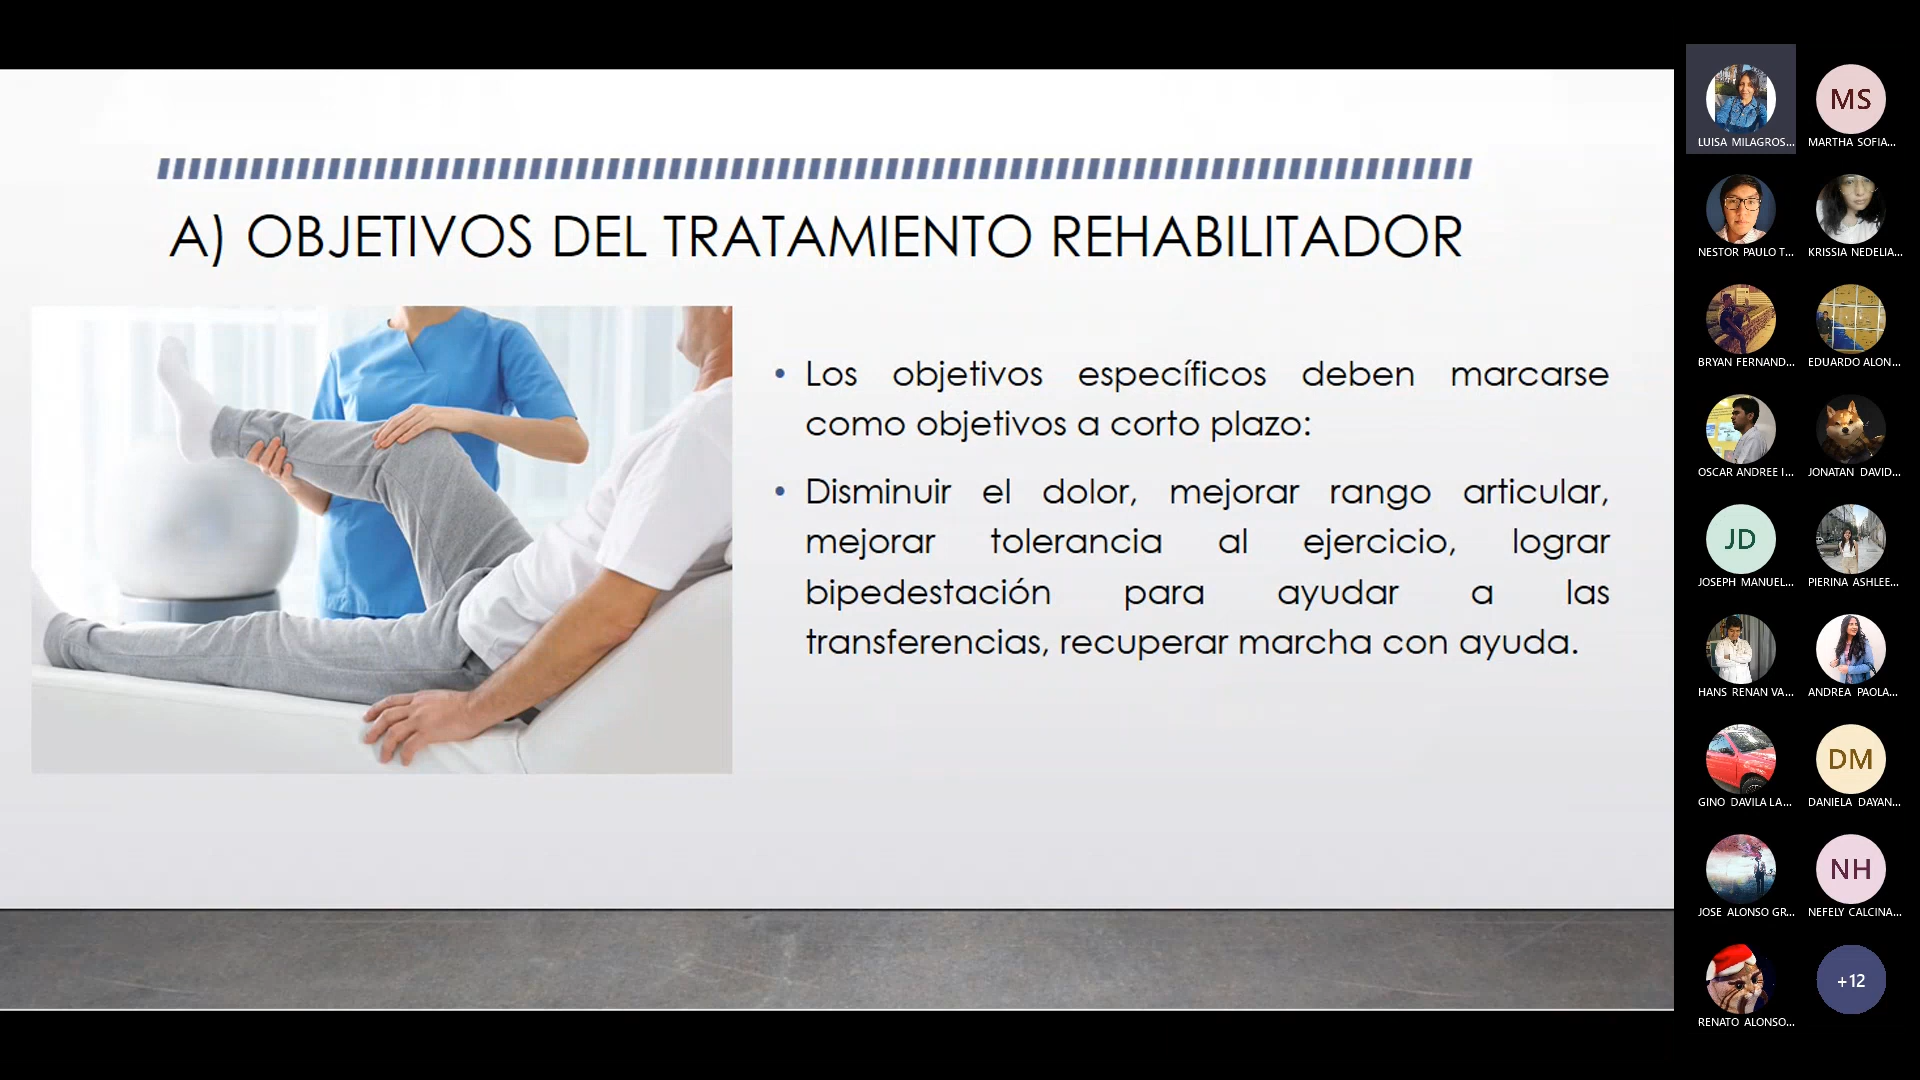 A) OBJETIVOS DEL TRATAMIENTO REHABILITADOR
• Los objetivos específicos deben marcarse
como objetivos a corto plazo:
• Disminuir el dolor, mejorar rango articular,
mejorar tolerancia al ejercicio, lograr
bipedestación para ayudar a las
transferencias, recuperar marcha con ayuda.
LUISA MILAGROS...
MS
MARTHA SOFIA...
NESTOR PAULO T...
KRISSIA NEDELIA...
BRYAN FERNAND...
EDUARDO ALON...
OSCAR ANDREE I...
JONATAN DAVID...
JD
JOSEPH MANUEL...
PIERINA ASHLEE...
HANS RENAN VA...
ANDREA PAOLA...
GINO DAVILA LA...
DM
DANIELA DAYAN...
JOSE ALONSO GR...
NH
NEFELY CALCINA...
RENATO ALONSO...
+12